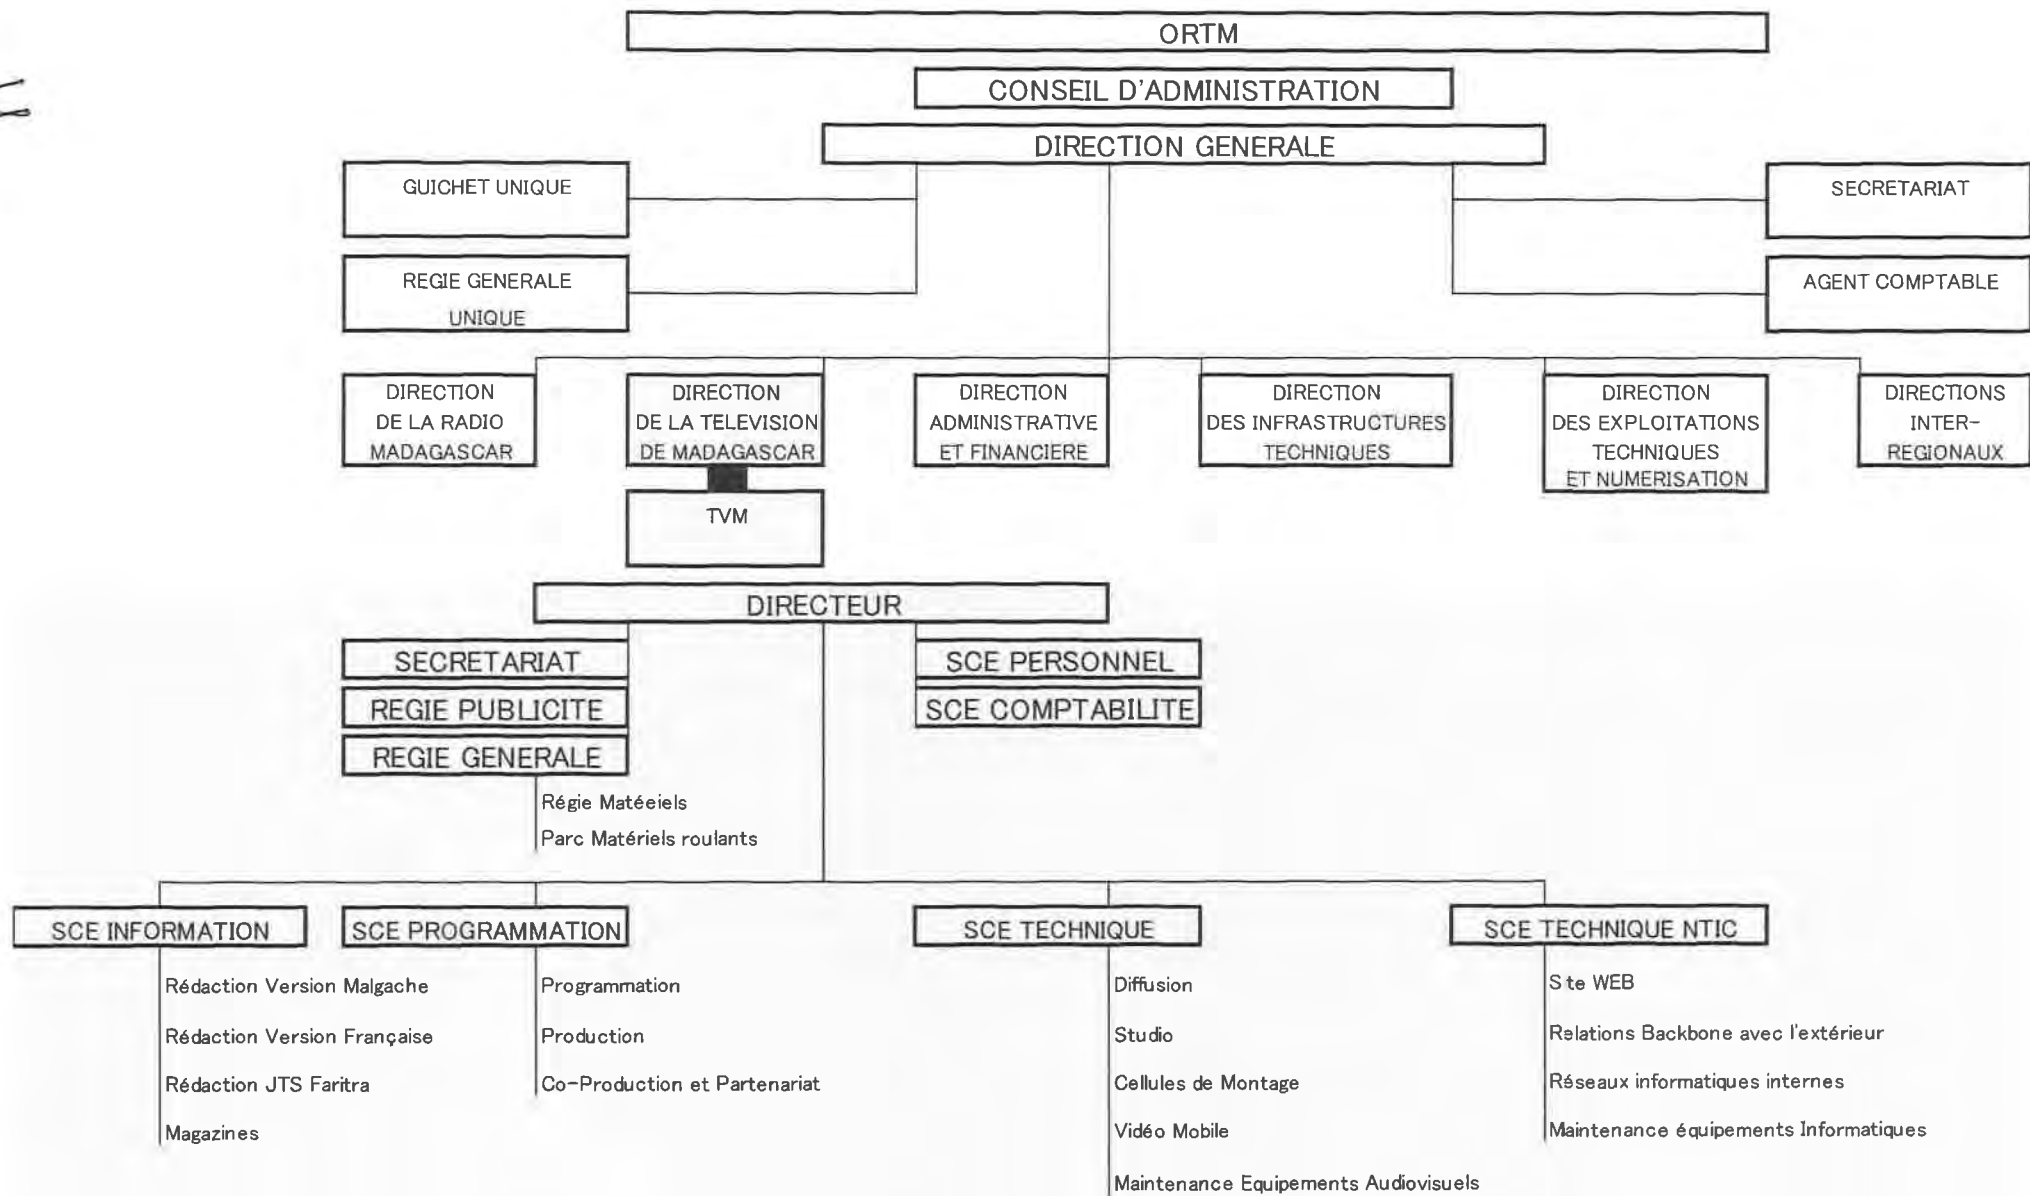 ORTM
CONSEIL D'ADMINISTRATION
DIRECTION GENERALE
GUICHET UNIQUE
SECRETARIAT
REGIE GENERALE
UNIQUE
AGENT COMPTABLE
DIRECTION
DE LA RADIO
MADAGASCAR
DIRECTION
DE LA TELEVISION
DE MADAGASCAR
DIRECTION
ADMINISTRATIVE
ET FINANCIERE
DIRECTION
DES INFRASTRUCTURES
TECHNIQUES
DIRECTION
DES EXPLOITATIONS
TECHNIQUES
ET NUMERISATION
DIRECTIONS
INTER-
REGIONAUX
TVM
DIRECTEUR
SECRETARIAT
REGIE PUBLICITE
REGIE GENERALE
SCE PERSONNEL
SCE COMPTABILITE
Régie Matéeiels
Parc Matériels roulants
SCE INFORMATION
Rédaction Version Malgache
Rédaction Version Française
Rédaction JTS Faritra
Magazines
SCE PROGRAMMATION
Programmation
Production
Co-Production et Partenariat
SCE TECHNIQUE
Diffusion
Studio
Cellules de Montage
Vidéo Mobile
Maintenance Equipements Audiovisuels
SCE TECHNIQUE NTIC
S te WEB
Relations Backbone avec l'extérieur
Réseaux informatiques internes
Maintenance équipements Informatiques